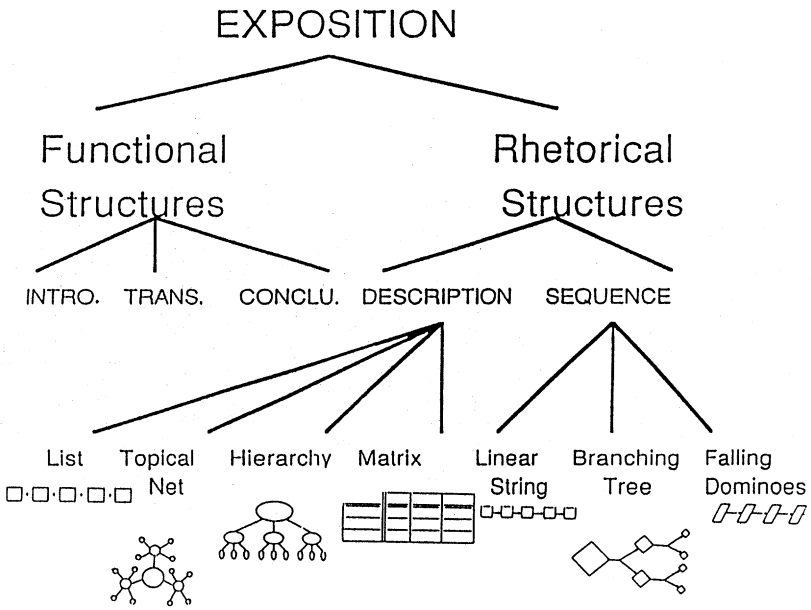 EXPOSITION
Functional
Structures
Rhetorical
Structures
INTRO. TRANS. CONCLU. DESCRIPTION SEQUENCE
List
Topical
Net
Hierarchy
Matrix
Linear
String
Branching
Tree
Falling
Dominoes